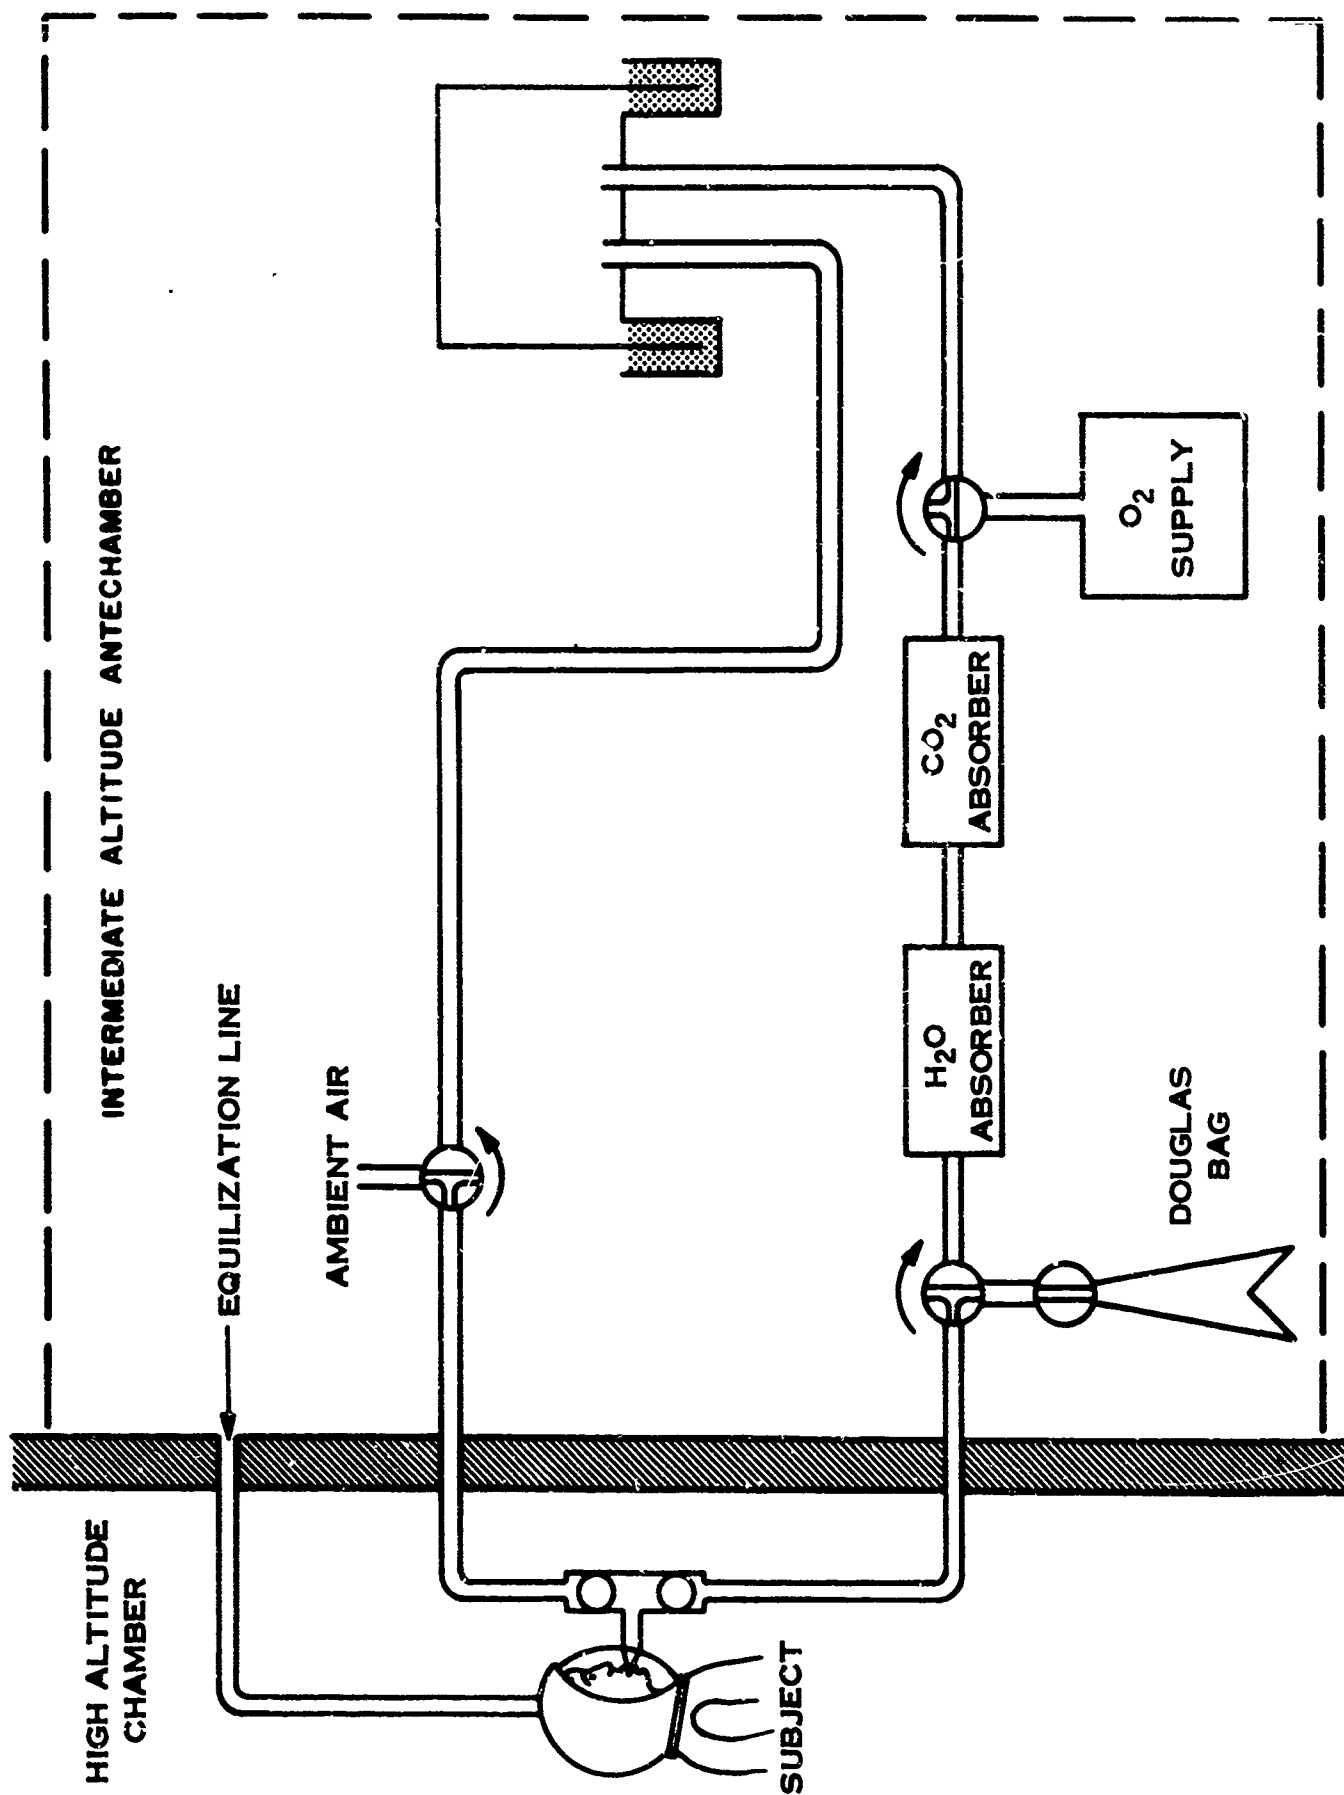 INTERMEDIATE ALTITUDE ANTECHAMBER
HIGH ALTITUDE
CHAMBER
EQUILIZATION LINE
AMBIENT AIR
SUBJECT
H2O
ABSORBER
CO2
ABSORBER
O2
SUPPLY
DOUGLAS
BAG